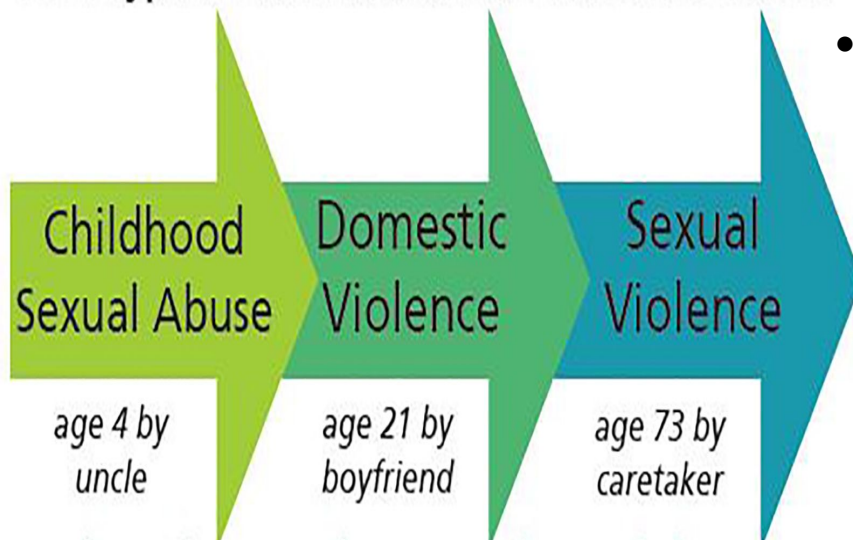 Childhood
Sexual Abuse
Domestic
Violence
Sexual
Violence
age 4 by
uncle
age 21 by
boyfriend
age 73 by
caretaker